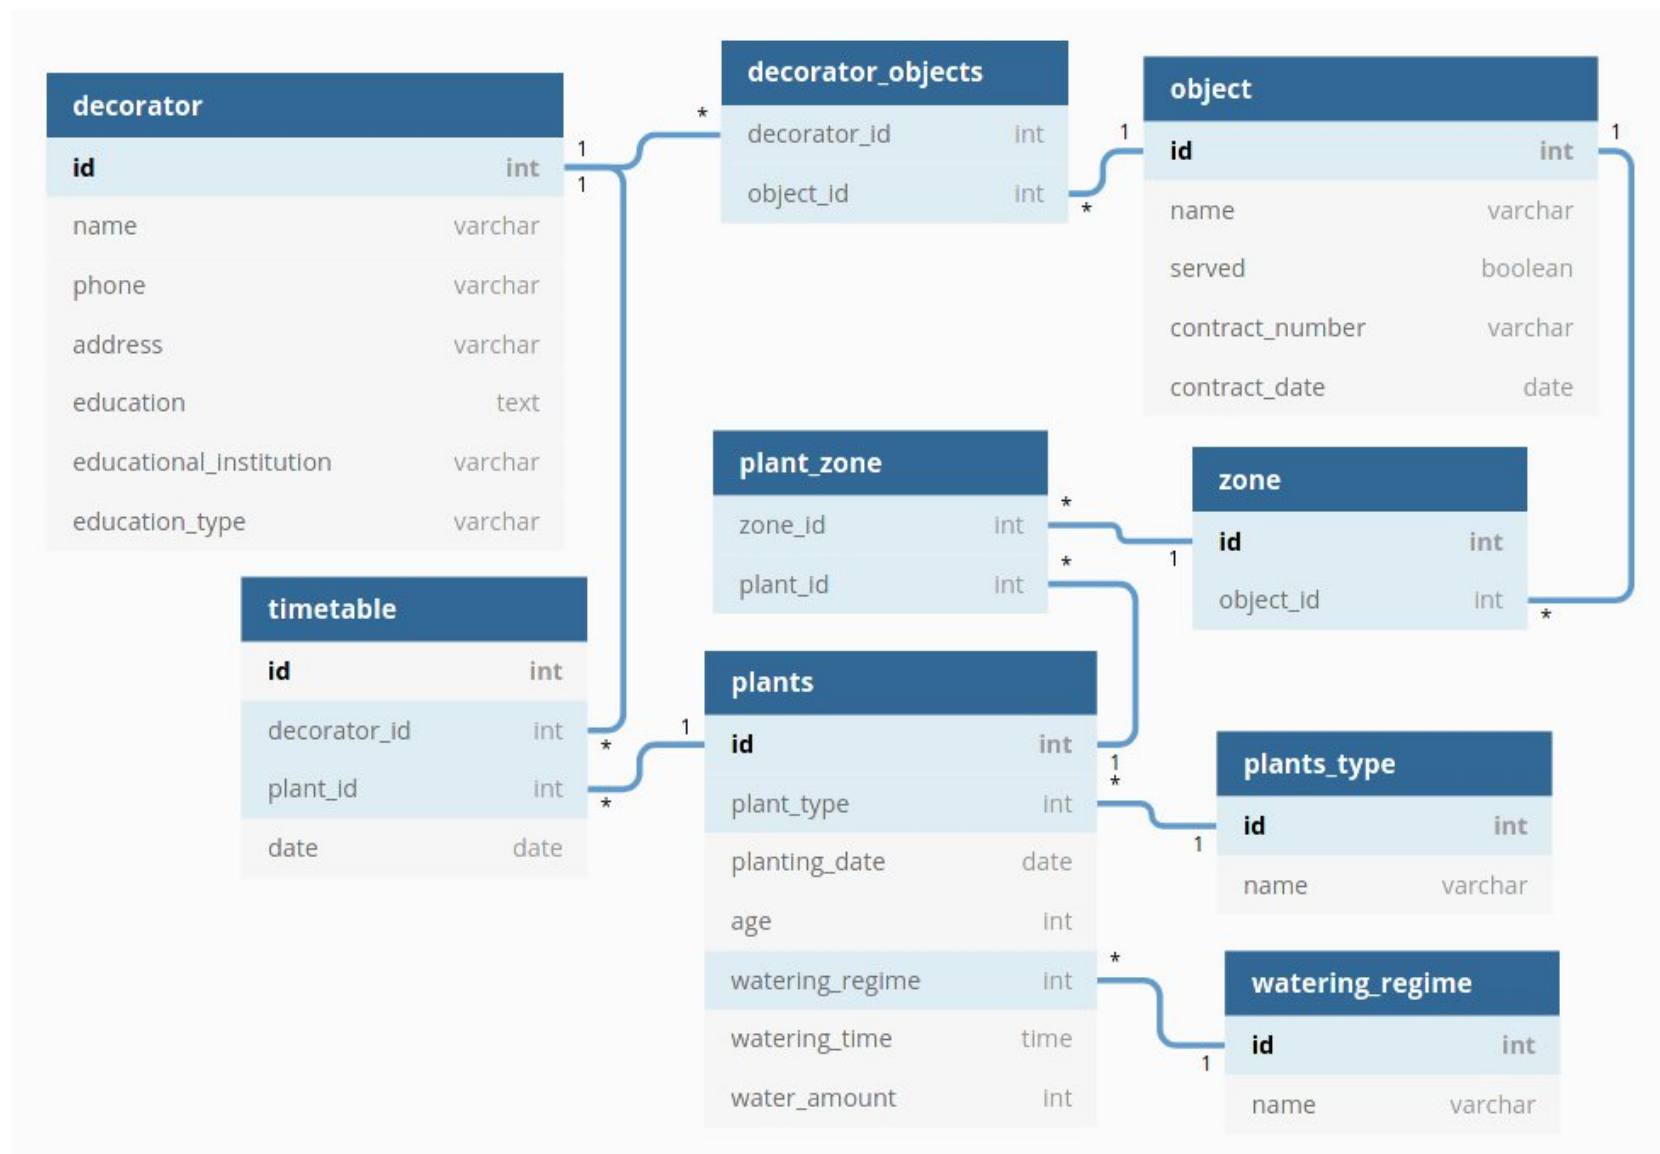 decorator
id int
name varchar
phone varchar
address varchar
education text
educational_institution varchar
education_type varchar
1
1
*
decorator_objects
decorator_id int
object_id int
*
1
object
id int
name varchar
served boolean
contract_number varchar
contract_date date
1
plant_zone
zone_id int
plant_id int
*
*
1
zone
id int
object_id int
*
timetable
id int
decorator_id int
plant_id int
date date
*
*
1
plants
id int
plant_type int
planting_date date
age int
watering_regime int
watering_time time
water_amount int
1
*
1
*
1
plants_type
id int
name varchar
watering_regime
id int
name varchar